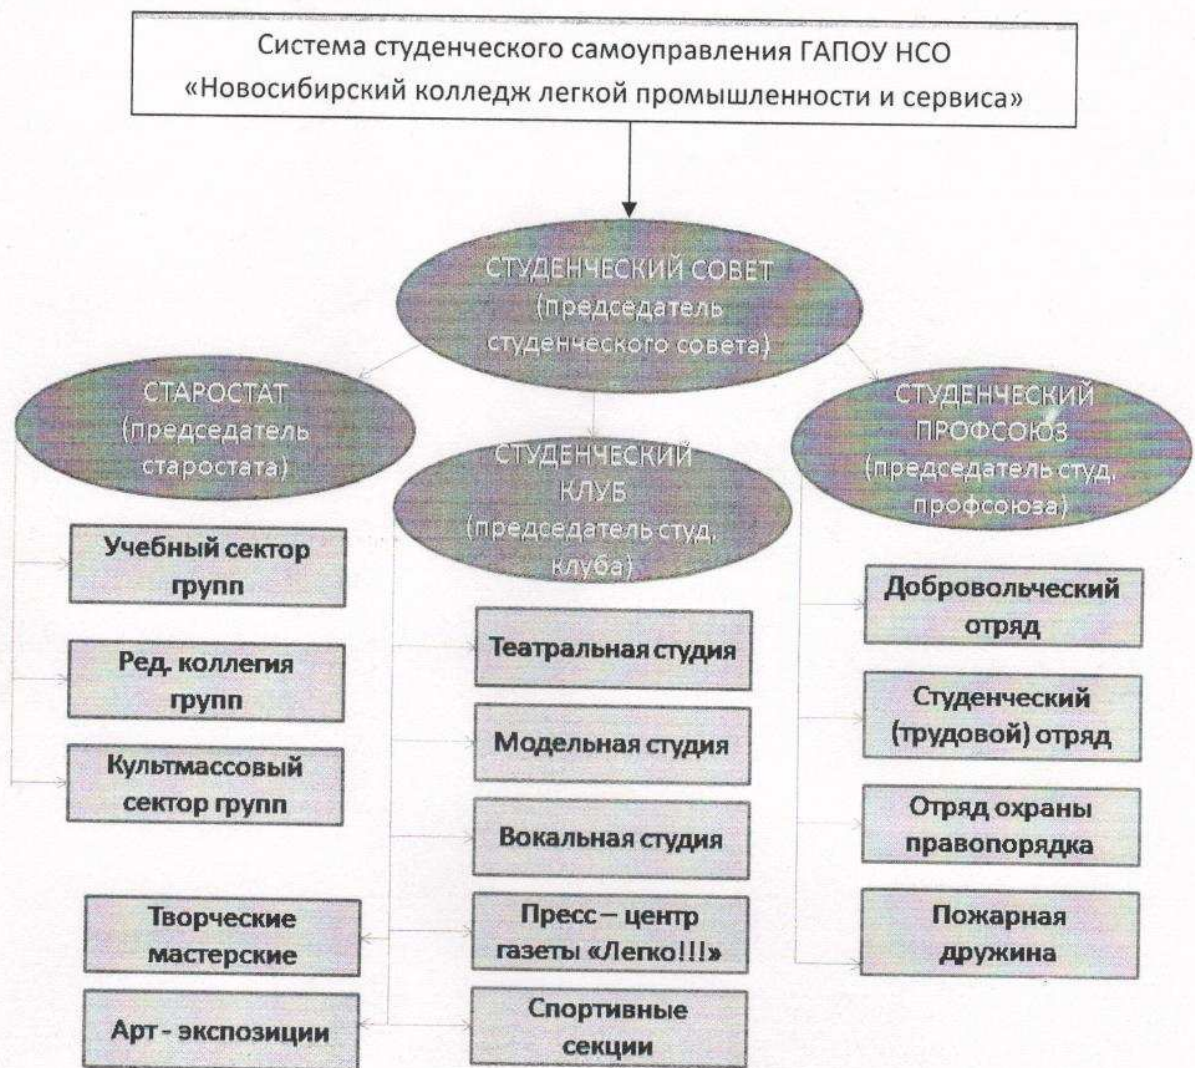 Система студенческого самоуправления ГАПОУ НСО
«Новосибирский колледж легкой промышленности и сервиса»
СТУДЕНЧЕСКИЙ СОВЕТ
(председатель
студенческого совета)
СТАРОСТАТ
(председатель
старостата)
СТУДЕНЧЕСКИЙ
КЛУБ
(председатель студ.
клуба)
СТУДЕНЧЕСКИЙ
ПРОФСОЮЗ
(председатель студ.
профсоюза)
Учебный сектор
групп
Ред. коллегия
групп
Культмассовый
сектор групп
Театральная студия
Модельная студия
Вокальная студия
Пресс – центр
газеты «Легко!!!»
Спортивные
секции
Творческие
мастерские
Арт - экспозиции
Добровольческий
отряд
Студенческий
(трудовой) отряд
Отряд охраны
правопорядка
Пожарная
дружина